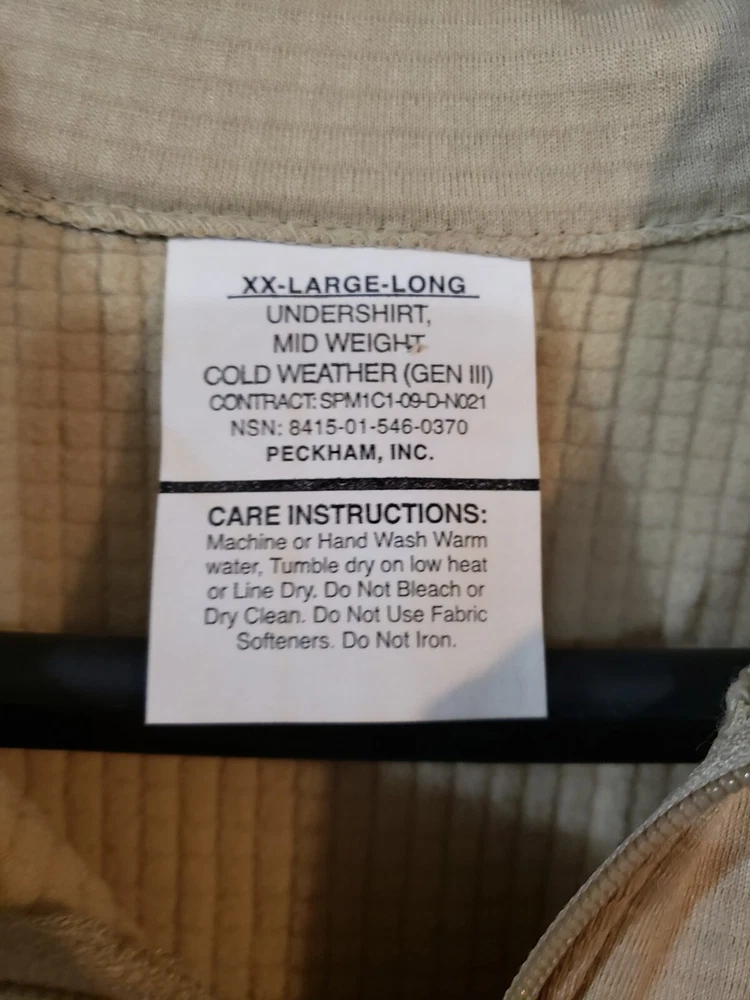 XX-LARGE-LONG
UNDERSHIRT,
MID WEIGHT
COLD WEATHER (GEN III)
CONTRACT: SPM1C1-09-D-N021
NSN: 8415-01-546-0370
PECKHAM, INC.
CARE INSTRUCTIONS:
Machine or Hand Wash Warm
water, Tumble dry on low heat
or Line Dry. Do Not Bleach or
Dry Clean. Do Not Use Fabric
Softeners. Do Not Iron.